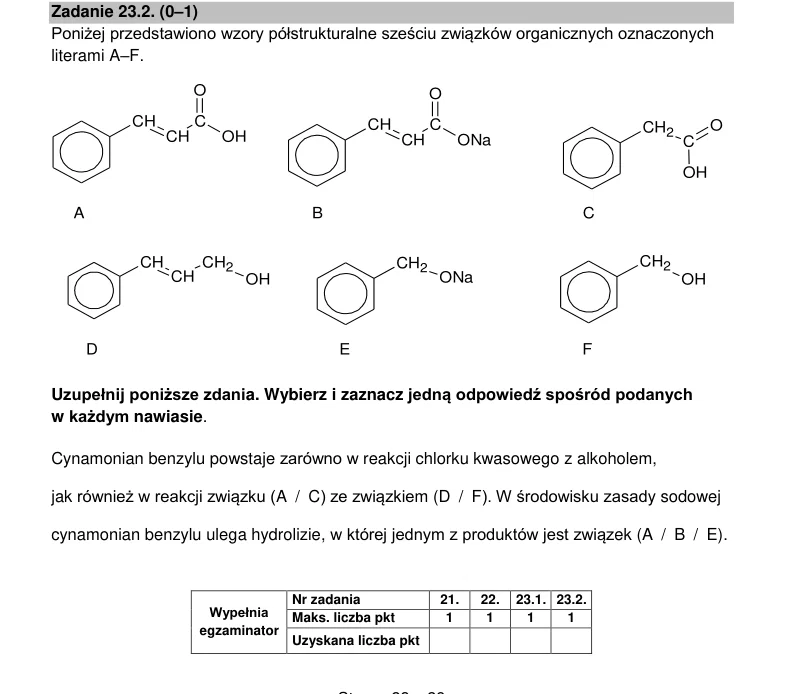 Zadanie 23.2. (0–1)
Poniżej przedstawiono wzory półstrukturalne sześciu związków organicznych oznaczonych
literami A–F.
O
CH
CH
C
OH
A
O
CH
CH
C
ONa
B
CH2
C
O
OH
C
CH
CH
CH2
OH
D
CH2
ONa
E
CH2
OH
F
Uzupełnij poniższe zdania. Wybierz i zaznacz jedną odpowiedź spośród podanych
w każdym nawiasie.
Cynamonian benzylu powstaje zarówno w reakcji chlorku kwasowego z alkoholem,
jak również w reakcji związku (A / C) ze związkiem (D / F). W środowisku zasady sodowej
cynamonian benzylu ulega hydrolizie, w której jednym z produktów jest związek (A / B / E).
Wypełnia
egzaminator
Nr zadania 21. 22. 23.1. 23.2.
Maks. liczba pkt 1 1 1 1
Uzyskana liczba pkt